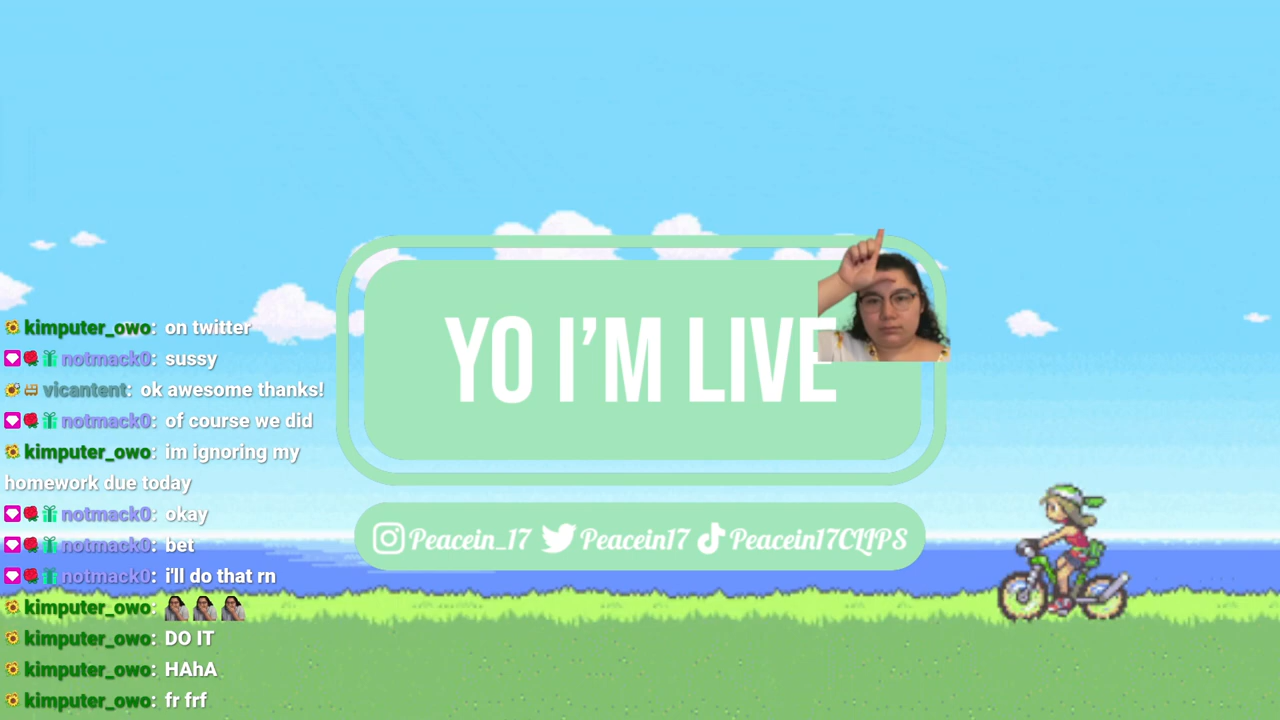 YO I'M LIVE
Peacein_17 Peacein17 Peacein17CLIPS
kimputer_owo: on twitter
notmack0: sussy
vicantent: ok awesome thanks!
notmack0: of course we did
kimputer_owo: im ignoring my
homework due today
notmack0: okay
notmack0: bet
notmack0: i'll do that rn
kimputer_owo:
kimputer_owo: DO IT
kimputer_owo: HAhA
kimputer_owo: fr frf